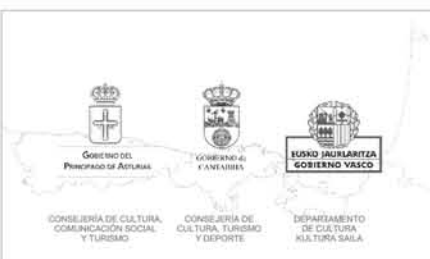 GOBIERNO DEL
PRINCIPADO DE ASTURIAS
GOBIERNO de
CANTABRIA
EUSKO JAURLARITZA
GOBIERNO VASCO
CONSEJERÍA DE CULTURA,
COMUNICACIÓN SOCIAL
Y TURISMO
CONSEJERÍA DE
CULTURA, TURISMO
Y DEPORTE
DEPARTAMENTO
DE CULTURA
KULTURA SAILA